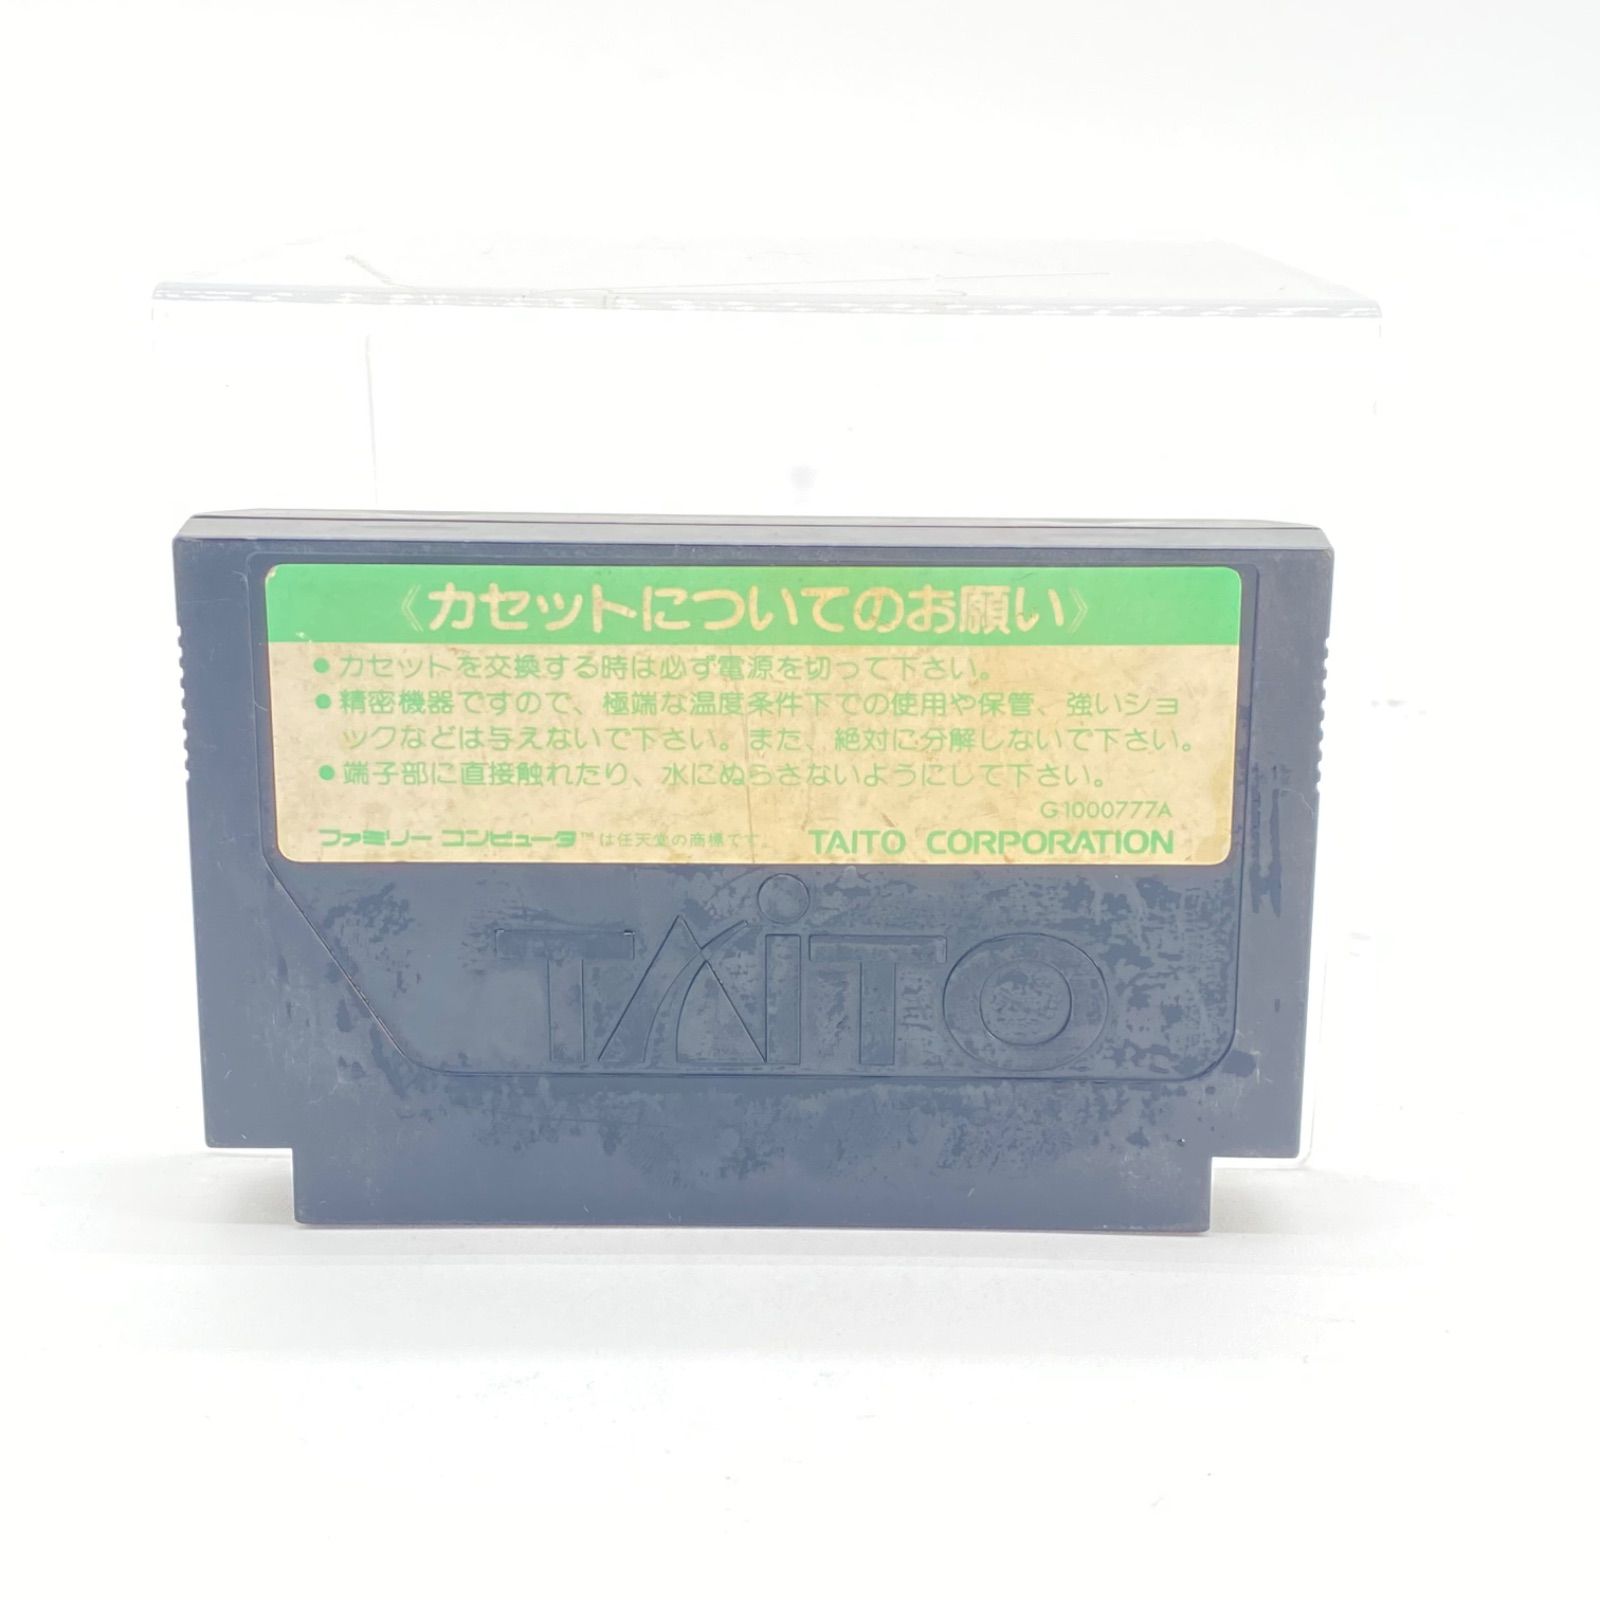 《カセットについてのお願い》
●カセットを交換する時は必ず電源を切って下さい。
●精密機器ですので、極端な温度条件下での使用や保管、強いショ
ックなどは与えないで下さい。また、絶対に分解しないで下さい。
●端子部に直接触れたり、水にぬらさないようにして下さい。
G1000777A
ファミリー コンピュータ™は任天堂の商標です。 TAITO CORPORATION
TAiTO